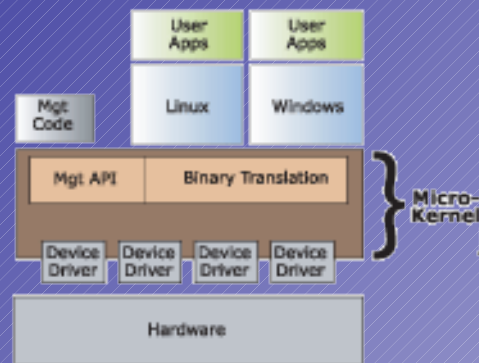 User
Apps
User
Apps
Mgt
Code
Linux
Windows
Mgt API
Binary Translation
Micro-
Kernel
Device
Driver
Device
Driver
Device
Driver
Device
Driver
Hardware